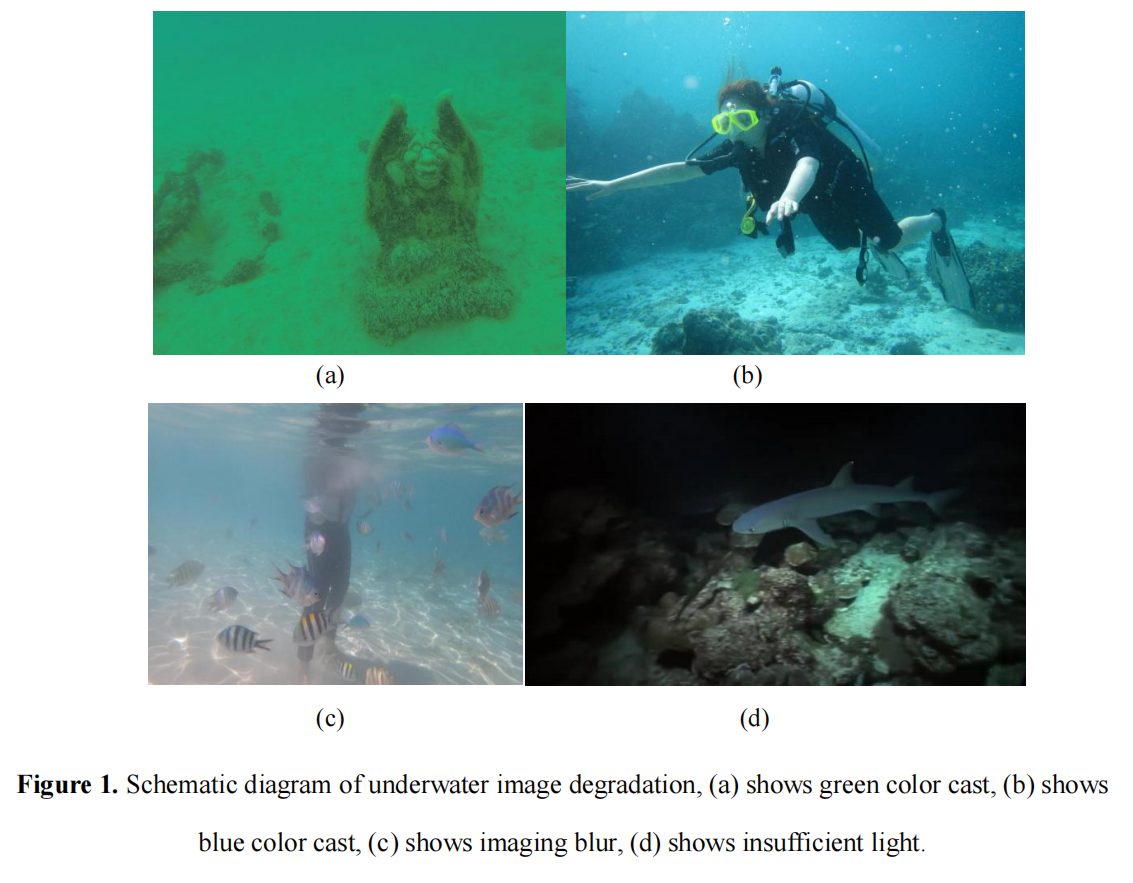 (a)
(b)
(c)
(d)
Figure 1. Schematic diagram of underwater image degradation, (a) shows green color cast, (b) shows
blue color cast, (c) shows imaging blur, (d) shows insufficient light.